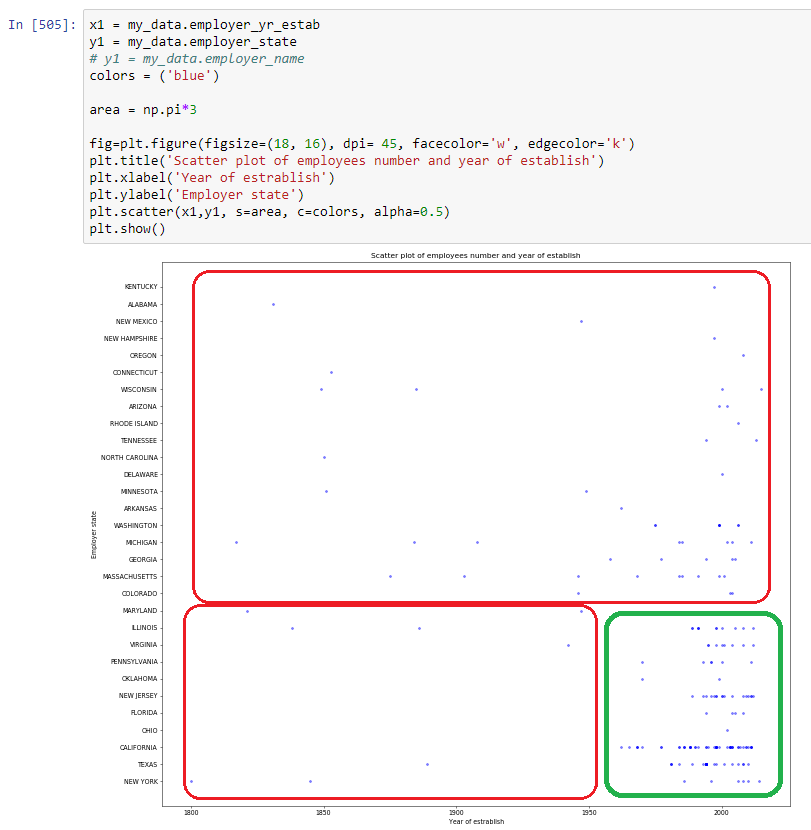 In [505]:
x1 = my_data.employer_yr_estab
y1 = my_data.employer_state
# y1 = my_data.employer_name
colors = ('blue')
area = np.pi*3
fig=plt.figure(figsize=(18, 16), dpi= 45, facecolor='w', edgecolor='k')
plt.title('Scatter plot of employees number and year of establish')
plt.xlabel('Year of estrablish')
plt.ylabel('Employer state')
plt.scatter(x1,y1, s=area, c=colors, alpha=0.5)
plt.show()
Scatter plot of employees number and year of establish
KENTUCKY
ALABAMA
NEW MEXICO
NEW HAMPSHIRE
OREGON
CONNECTICUT
WISCONSIN
ARIZONA
RHODE ISLAND
TENNESSEE
NORTH CAROLINA
DELAWARE
MINNESOTA
ARKANSAS
WASHINGTON
MICHIGAN
GEORGIA
MASSACHUSETTS
COLORADO
MARYLAND
ILLINOIS
VIRGINIA
PENNSYLVANIA
OKLAHOMA
NEW JERSEY
FLORIDA
OHIO
CALIFORNIA
TEXAS
NEW YORK
Employer state
1800 1850 1900 1950 2000
Year of estrablish